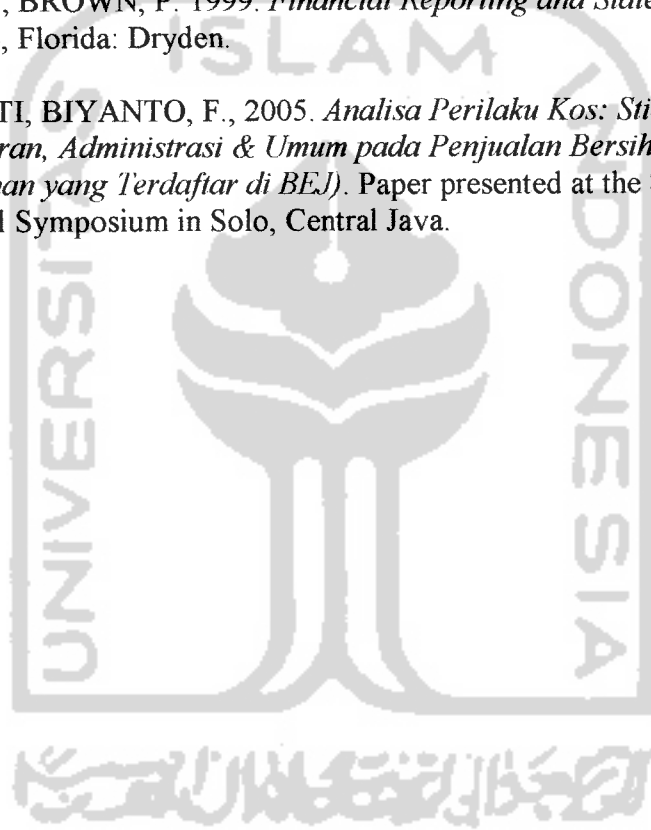 , BROWN, P. 1999. Financial Reporting and State
, Florida: Dryden.
TI, BIYANTO, F., 2005. Analisa Perilaku Kos: Sti
ran, Administrasi & Umum pada Penjualan Bersih
nan yang Terdaftar di BEJ). Paper presented at the
l Symposium in Solo, Central Java.
UNIVERSITAS
ISLAM
INDONESIA